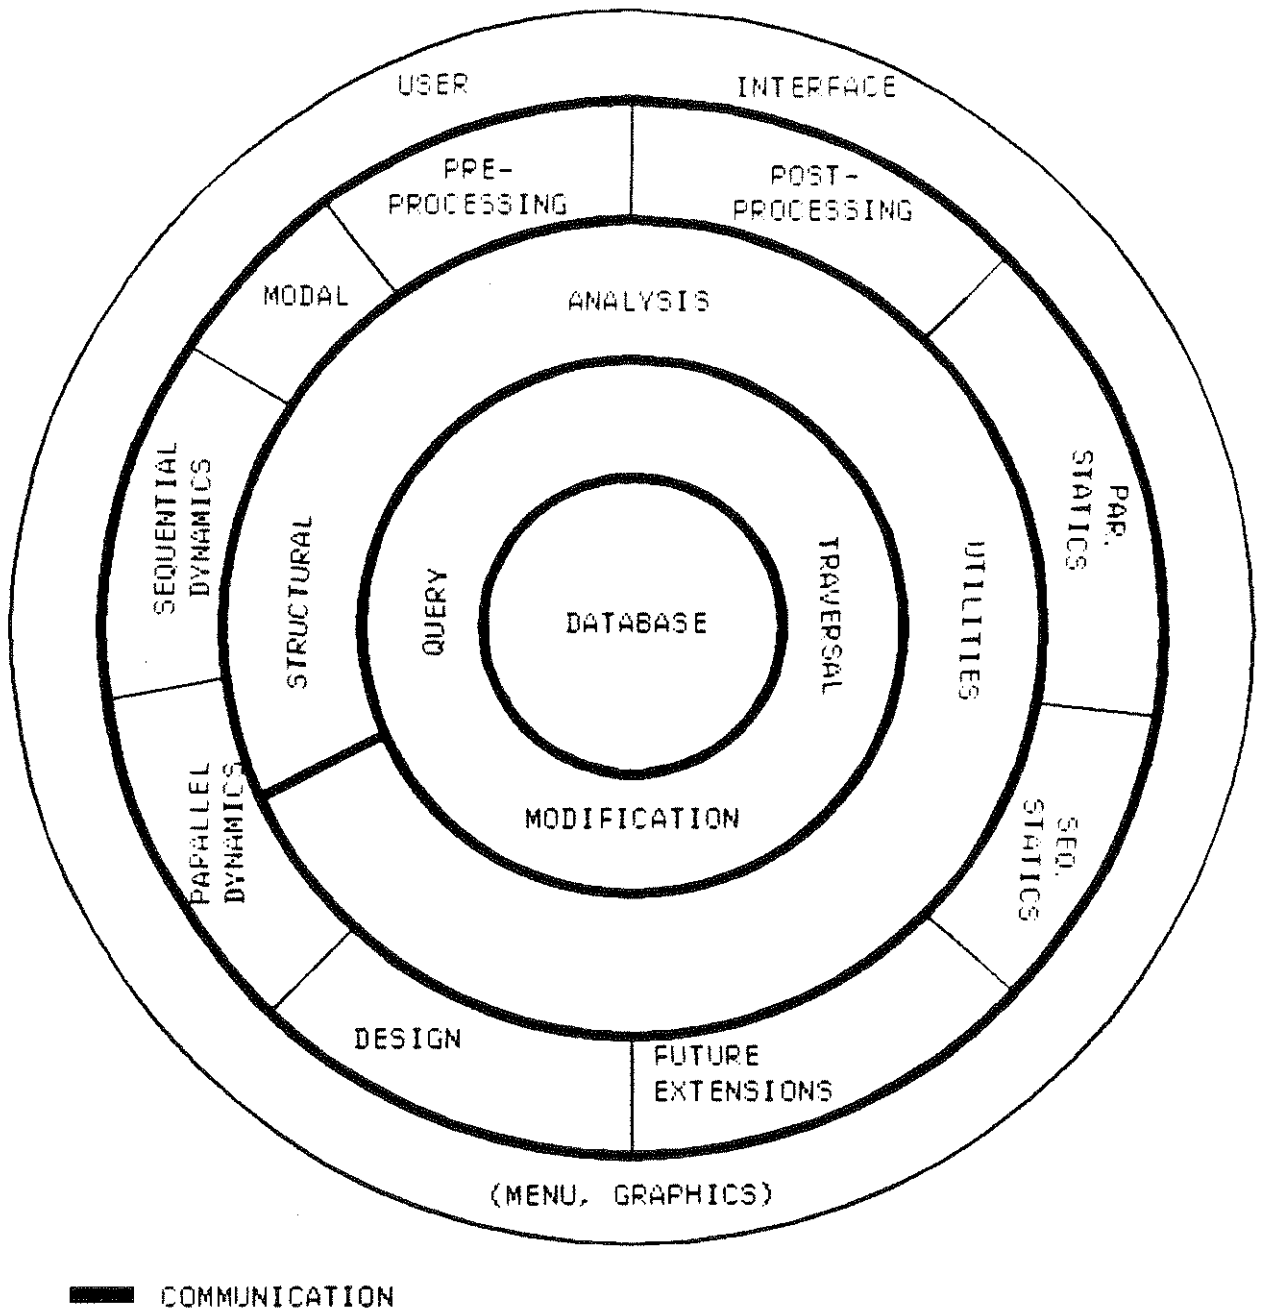 USER INTERFACE
PRE-
PROCESSING
POST-
PROCESSING
MODAL
ANALYSIS
SEQUENTIAL
DYNAMICS
STRUCTURAL
QUERY
DATABASE
TRAVERSAL
UTILITIES
PAR.
STATICS
MODIFICATION
PARALLEL
DYNAMICS
SEQ.
STATICS
DESIGN
FUTURE
EXTENSIONS
(MENU, GRAPHICS)
COMMUNICATION